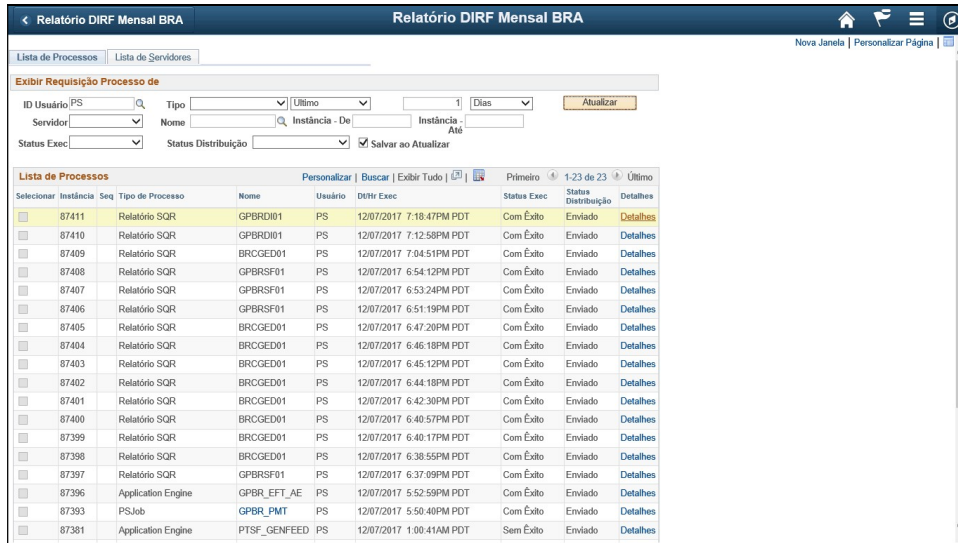 Relatório DIRF Mensal BRA
Relatório DIRF Mensal BRA
Nova Janela | Personalizar Página |
Lista de Processos Lista de Servidores
Exibir Requisição Processo de
ID Usuário PS Tipo Ultimo 1 Dias Atualizar
Servidor Nome Instância - De Instância - Até
Status Exec Status Distribuição Salvar ao Atualizar
Lista de Processos Personalizar | Buscar | Exibir Tudo | | Primeiro 1-23 de 23 Último
Selecionar Instância Seq Tipo de Processo Nome Usuário Dt/Hr Exec Status Exec Status Distribuição Detalhes
87411 Relatório SQR GPBRDI01 PS 12/07/2017 7:18:47PM PDT Com Êxito Enviado Detalhes
87410 Relatório SQR GPBRDI01 PS 12/07/2017 7:12:58PM PDT Com Êxito Enviado Detalhes
87409 Relatório SQR BRCGED01 PS 12/07/2017 7:04:51PM PDT Com Êxito Enviado Detalhes
87408 Relatório SQR GPBRSF01 PS 12/07/2017 6:54:12PM PDT Com Êxito Enviado Detalhes
87407 Relatório SQR GPBRSF01 PS 12/07/2017 6:53:24PM PDT Com Êxito Enviado Detalhes
87406 Relatório SQR GPBRSF01 PS 12/07/2017 6:51:19PM PDT Com Êxito Enviado Detalhes
87405 Relatório SQR BRCGED01 PS 12/07/2017 6:47:20PM PDT Com Êxito Enviado Detalhes
87404 Relatório SQR BRCGED01 PS 12/07/2017 6:46:18PM PDT Com Êxito Enviado Detalhes
87403 Relatório SQR BRCGED01 PS 12/07/2017 6:45:12PM PDT Com Êxito Enviado Detalhes
87402 Relatório SQR BRCGED01 PS 12/07/2017 6:44:18PM PDT Com Êxito Enviado Detalhes
87401 Relatório SQR BRCGED01 PS 12/07/2017 6:42:30PM PDT Com Êxito Enviado Detalhes
87400 Relatório SQR BRCGED01 PS 12/07/2017 6:40:57PM PDT Com Êxito Enviado Detalhes
87399 Relatório SQR BRCGED01 PS 12/07/2017 6:40:17PM PDT Com Êxito Enviado Detalhes
87398 Relatório SQR BRCGED01 PS 12/07/2017 6:38:55PM PDT Com Êxito Enviado Detalhes
87397 Relatório SQR GPBRSF01 PS 12/07/2017 6:37:09PM PDT Com Êxito Enviado Detalhes
87396 Application Engine GPBR_EFT_AE PS 12/07/2017 5:52:59PM PDT Com Êxito Enviado Detalhes
87393 PSJob GPBR_PMT PS 12/07/2017 5:50:40PM PDT Com Êxito Enviado Detalhes
87381 Application Engine PTSF_GENFEED PS 12/07/2017 1:00:41AM PDT Sem Êxito Enviado Detalhes